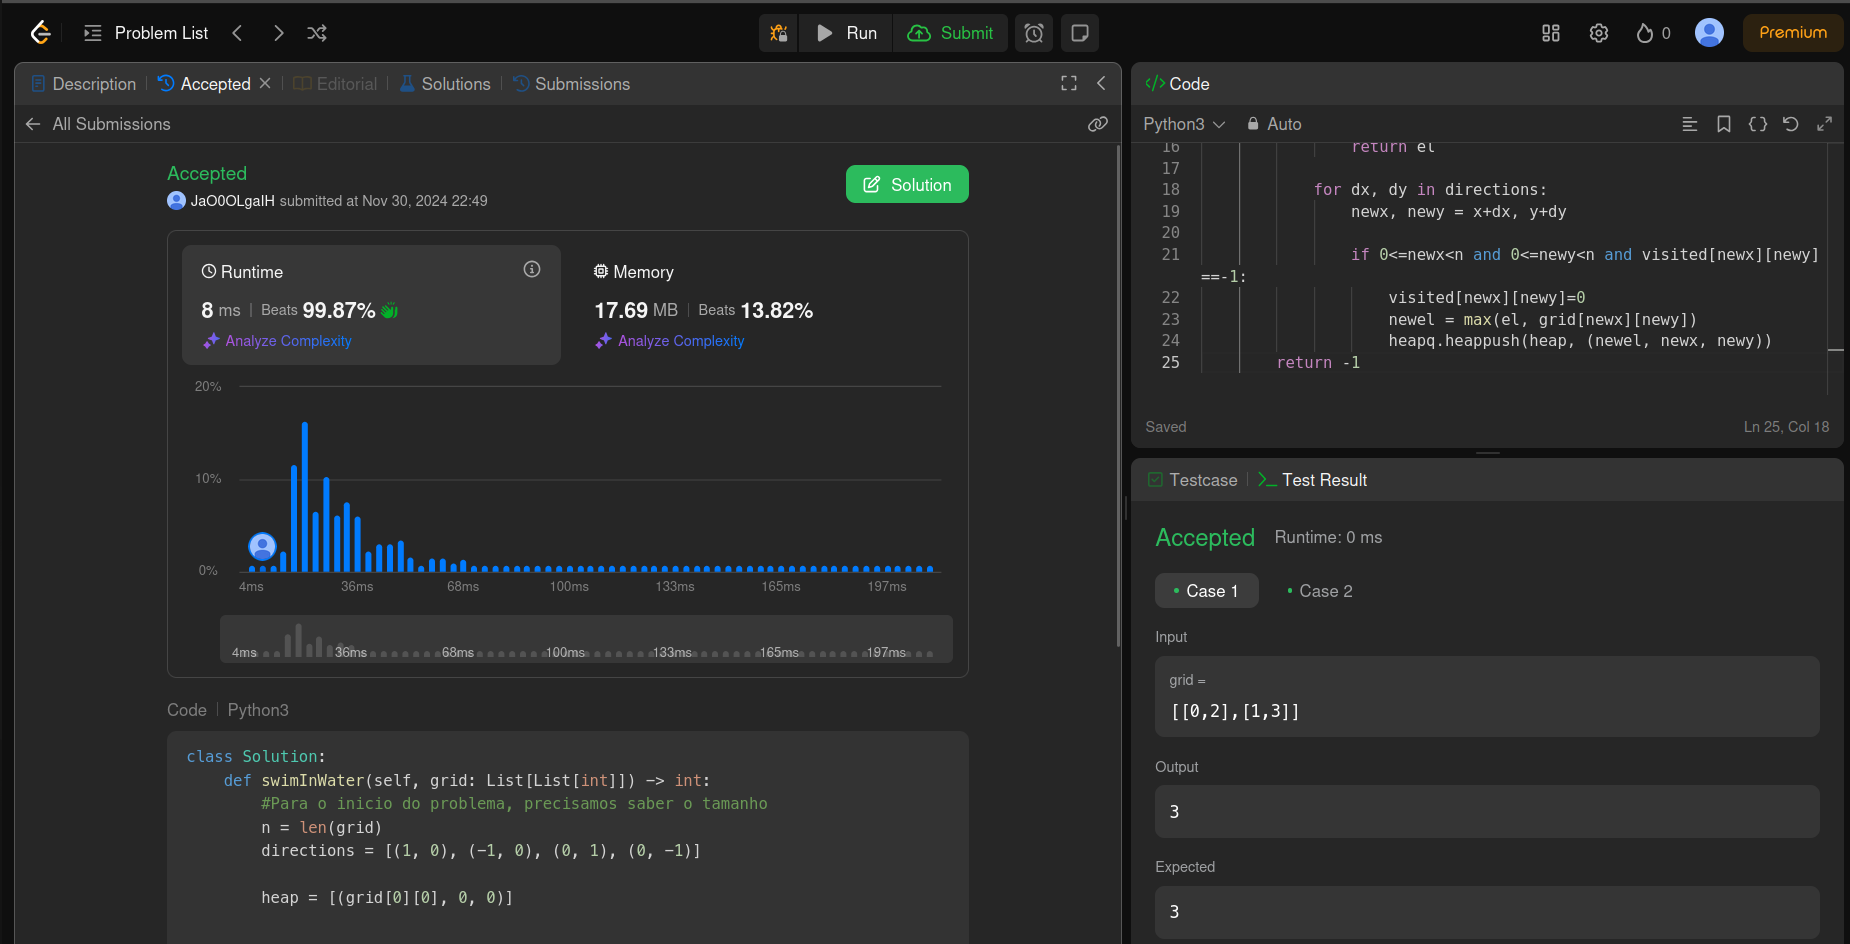 Problem List
Run
Submit
0
Premium
Description
Accepted
Editorial
Solutions
Submissions
All Submissions
Accepted
JaO0OLgaIH submitted at Nov 30, 2024 22:49
Solution
Runtime
8 ms | Beats 99.87%
Analyze Complexity
Memory
17.69 MB | Beats 13.82%
Analyze Complexity
20%
10%
0%
4ms 36ms 68ms 100ms 133ms 165ms 197ms
4ms 36ms 68ms 100ms 133ms 165ms 197ms
Code | Python3
class Solution:
    def swimInWater(self, grid: List[List[int]]) -> int:
        #Para o inicio do problema, precisamos saber o tamanho
        n = len(grid)
        directions = [(1, 0), (-1, 0), (0, 1), (0, -1)]
        heap = [(grid[0][0], 0, 0)]
Code
Python3
Auto
16 return el
17
18 for dx, dy in directions:
19 newx, newy = x+dx, y+dy
20
21 if 0<=newx<n and 0<=newy<n and visited[newx][newy]
==-1:
22 visited[newx][newy]=0
23 newel = max(el, grid[newx][newy])
24 heapq.heappush(heap, (newel, newx, newy))
25 return -1
Saved
Ln 25, Col 18
Testcase
Test Result
Accepted
Runtime: 0 ms
Case 1
Case 2
Input
grid =
[[0,2],[1,3]]
Output
3
Expected
3